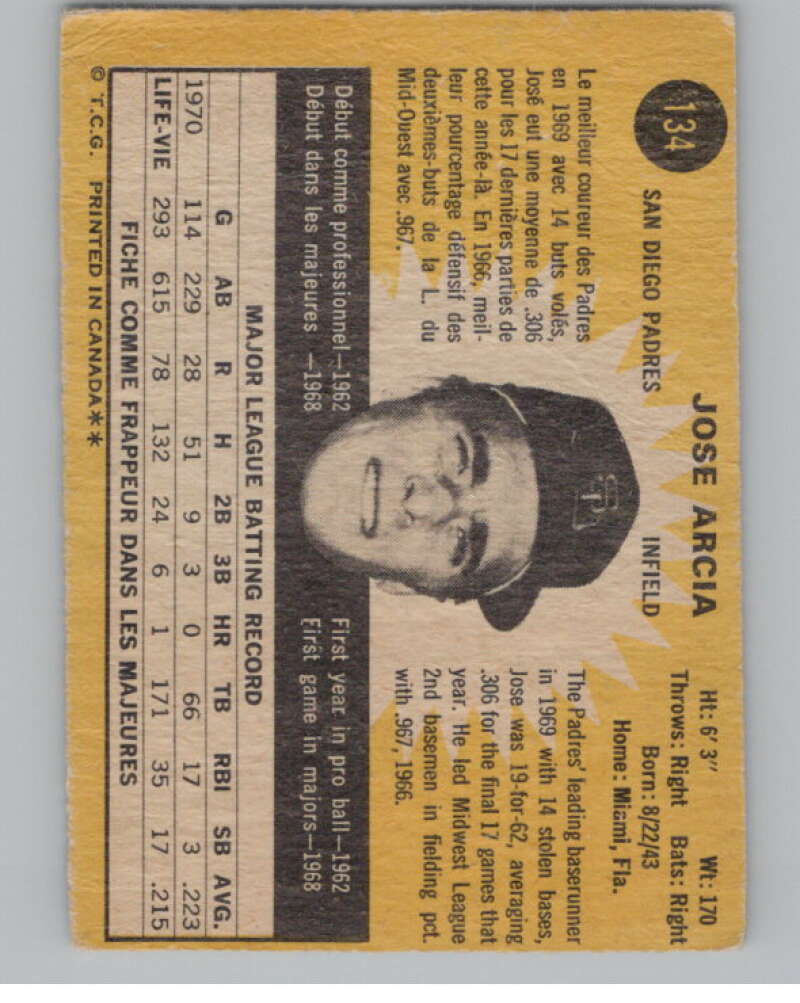 134
JOSE ARCIA
SAN DIEGO PADRES INFIELD
Ht: 6' 3" Wt: 170
Throws: Right Bats: Right
Born: 8/22/43
Home: Miami, Fla.
Le meilleur coureur des Padres
en 1969 avec 14 buts volés,
José eut une moyenne de .306
pour les 17 dernières parties de
cette année-là. En 1966, meil-
leur pourcentage défensif des
deuxièmes-buts de la L. du
Mid-Ouest avec .967.
The Padres' leading baserunner
in 1969 with 14 stolen bases,
Jose was 19-for-62, averaging
.306 for the final 17 games that
year. He led Midwest League
2nd basemen in fielding pct.
with .967, 1966.
Début comme professionnel—1962
Début dans les majeures —1968
First year in pro ball—1962
First game in majors—1968
MAJOR LEAGUE BATTING RECORD
G AB R H 2B 3B HR TB RBI SB AVG.
1970 114 229 28 51 9 3 0 66 17 3 .223
LIFE-VIE 293 615 78 132 24 6 1 171 35 17 .215
FICHE COMME FRAPPEUR DANS LES MAJEURES
© T.C.G. PRINTED IN CANADA**